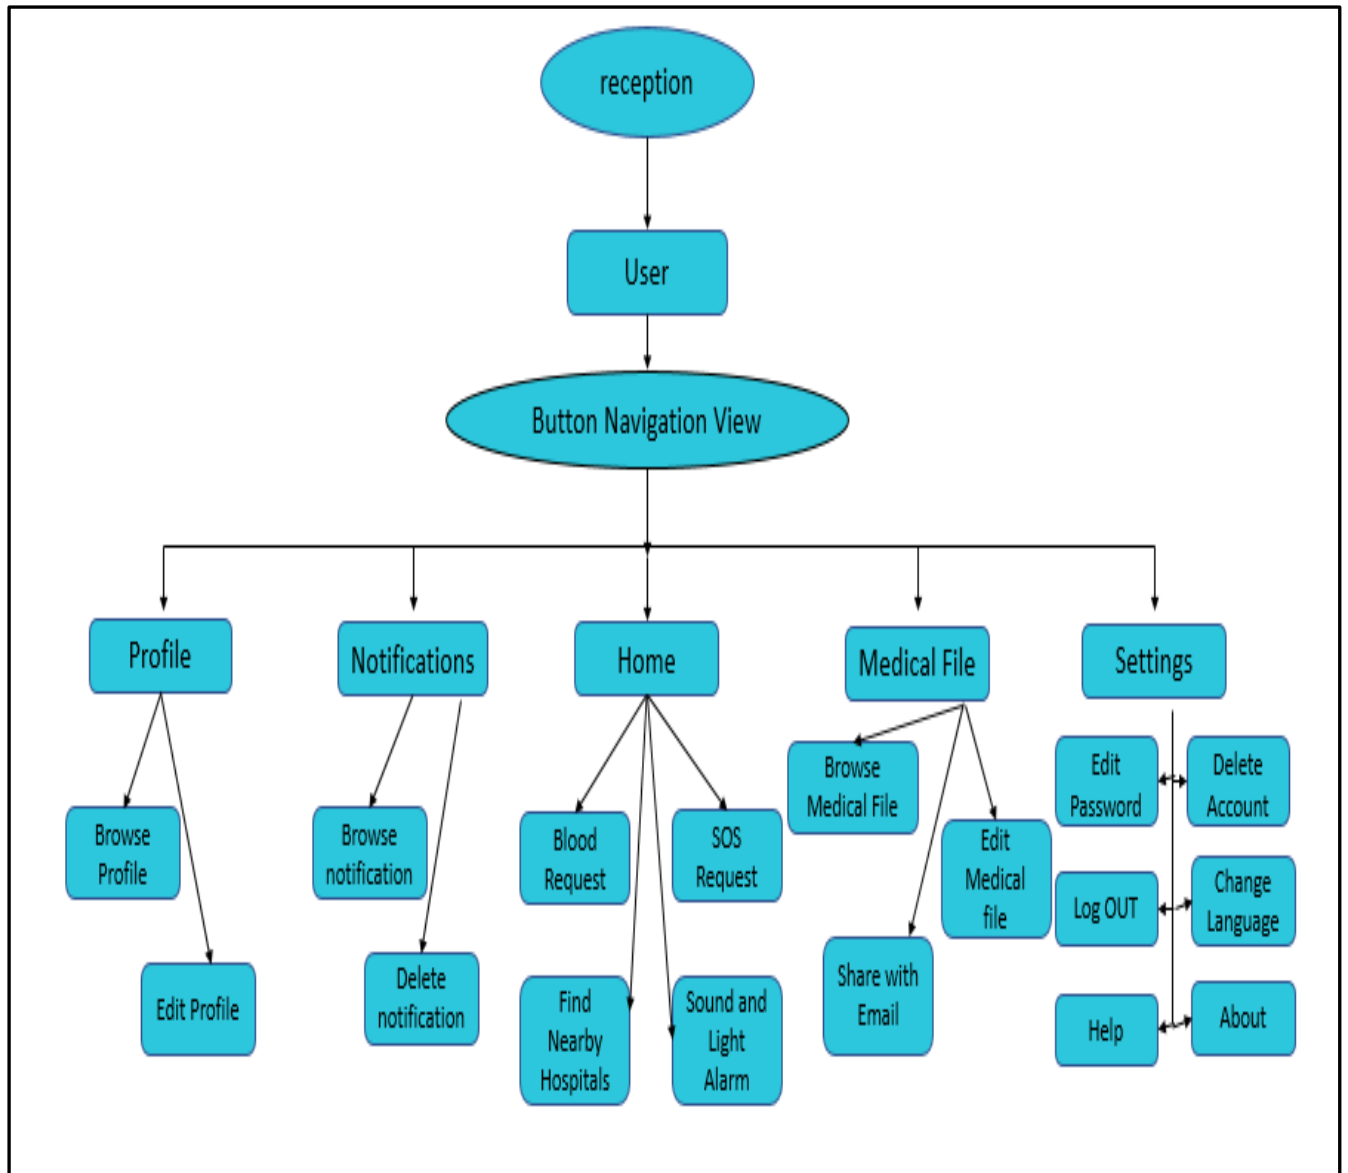 reception
User
Button Navigation View
Profile
Notifications
Home
Medical File
Settings
Browse
Profile
Edit Profile
Browse
notification
Delete
notification
Blood
Request
SOS
Request
Find
Nearby
Hospitals
Sound and
Light
Alarm
Browse
Medical File
Edit
Medical
file
Share with
Email
Edit
Password
Delete
Account
Log OUT
Change
Language
Help
About